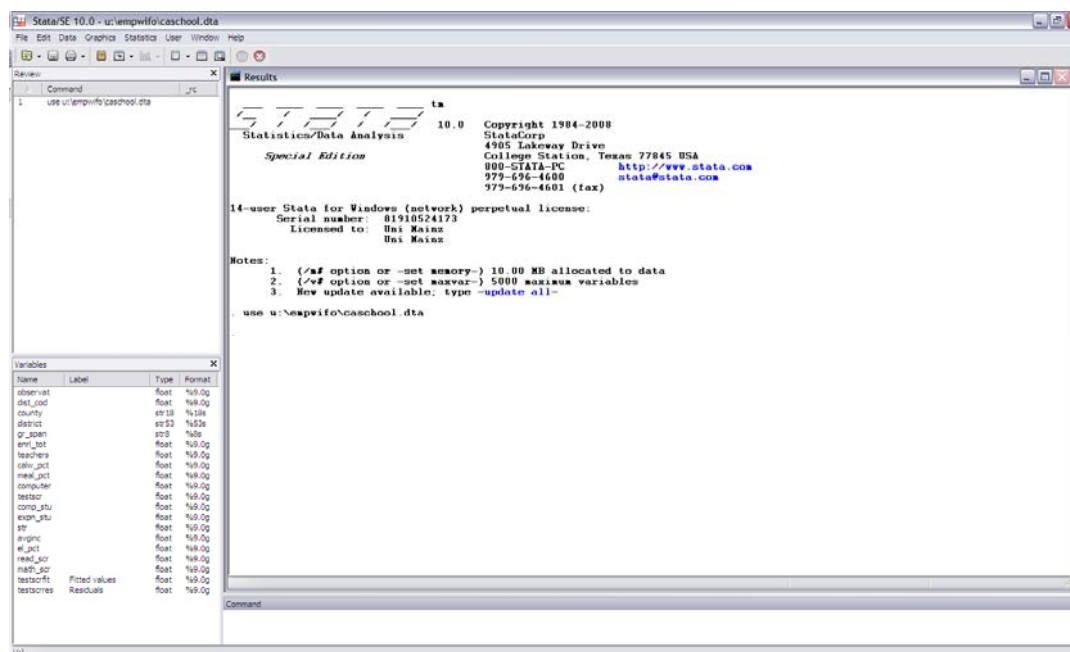 Stata/SE 10.0 - u:\empwifo\caschool.dta
File Edit Data Graphics Statistics User Window Help
Review
Command _rc
1 use u:\empwifo\caschool.dta
Variables
Name Label Type Format
observat float %9.0g
dist_cod float %9.0g
county str18 %18s
district str53 %53s
gr_span str8 %8s
enrl_tot float %9.0g
teachers float %9.0g
calw_pct float %9.0g
meal_pct float %9.0g
computer float %9.0g
testscr float %9.0g
comp_stu float %9.0g
expn_stu float %9.0g
str float %9.0g
avginc float %9.0g
el_pct float %9.0g
read_scr float %9.0g
math_scr float %9.0g
testscrfit Fitted values float %9.0g
testscrres Residuals float %9.0g
Results
STATA tm
10.0 Copyright 1984-2008
Statistics/Data Analysis StataCorp
4905 Lakeway Drive
Special Edition College Station, Texas 77845 USA
800-STATA-PC http://www.stata.com
979-696-4600 stata@stata.com
979-696-4601 (fax)
14-user Stata for Windows (network) perpetual license:
Serial number: 81910524173
Licensed to: Uni Mainz
Uni Mainz
Notes:
1. (/m# option or -set memory-) 10.00 MB allocated to data
2. (/v# option or -set maxvar-) 5000 maximum variables
3. New update available; type -update all-
. use u:\empwifo\caschool.dta
.
Command